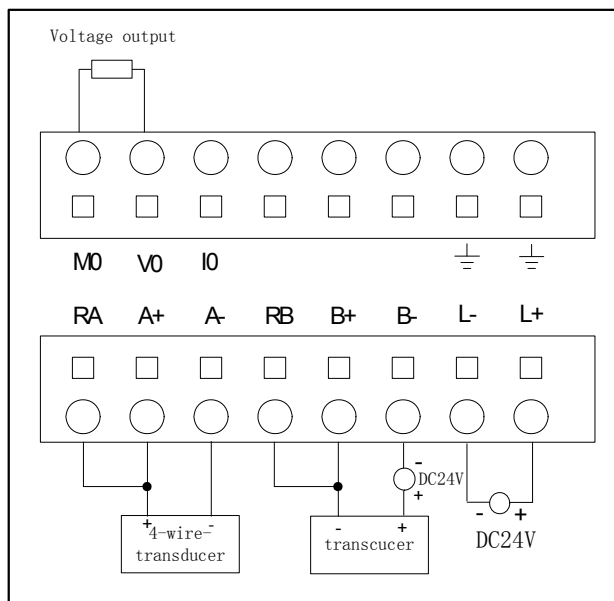 Voltage output
M0 V0 I0
RA A+ A- RB B+ B- L- L+
-
DC24V
+
+ -
4-wire-
transducer
- +
transcucer
- +
DC24V